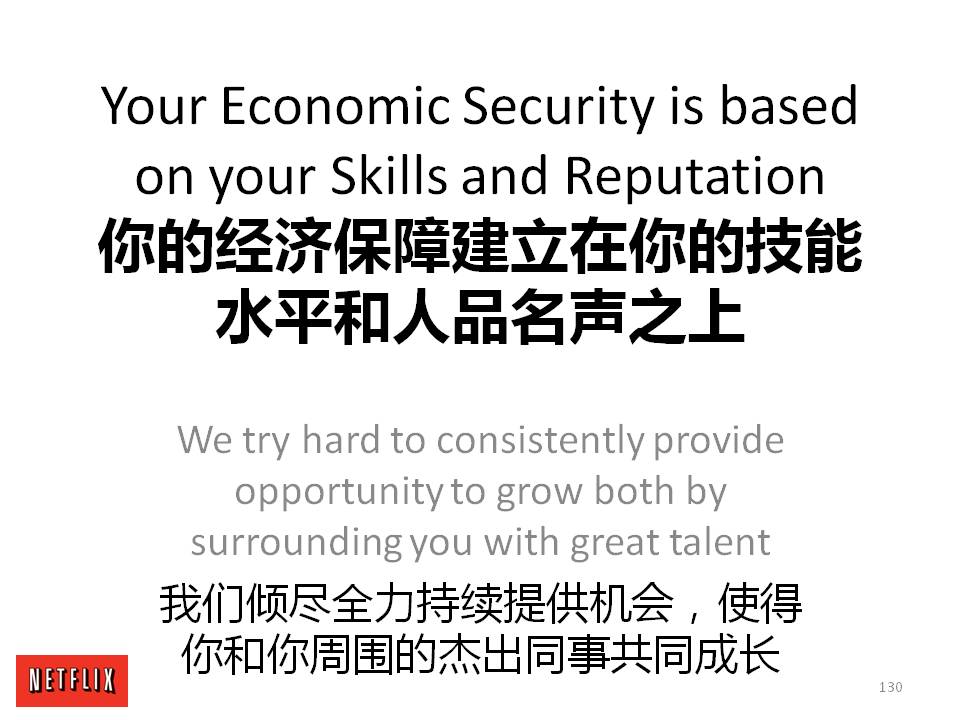 Your Economic Security is based
on your Skills and Reputation
你的经济保障建立在你的技能
水平和人品名声之上
We try hard to consistently provide
opportunity to grow both by
surrounding you with great talent
我们倾尽全力持续提供机会，使得
你和你周围的杰出同事共同成长
NETFLIX
130